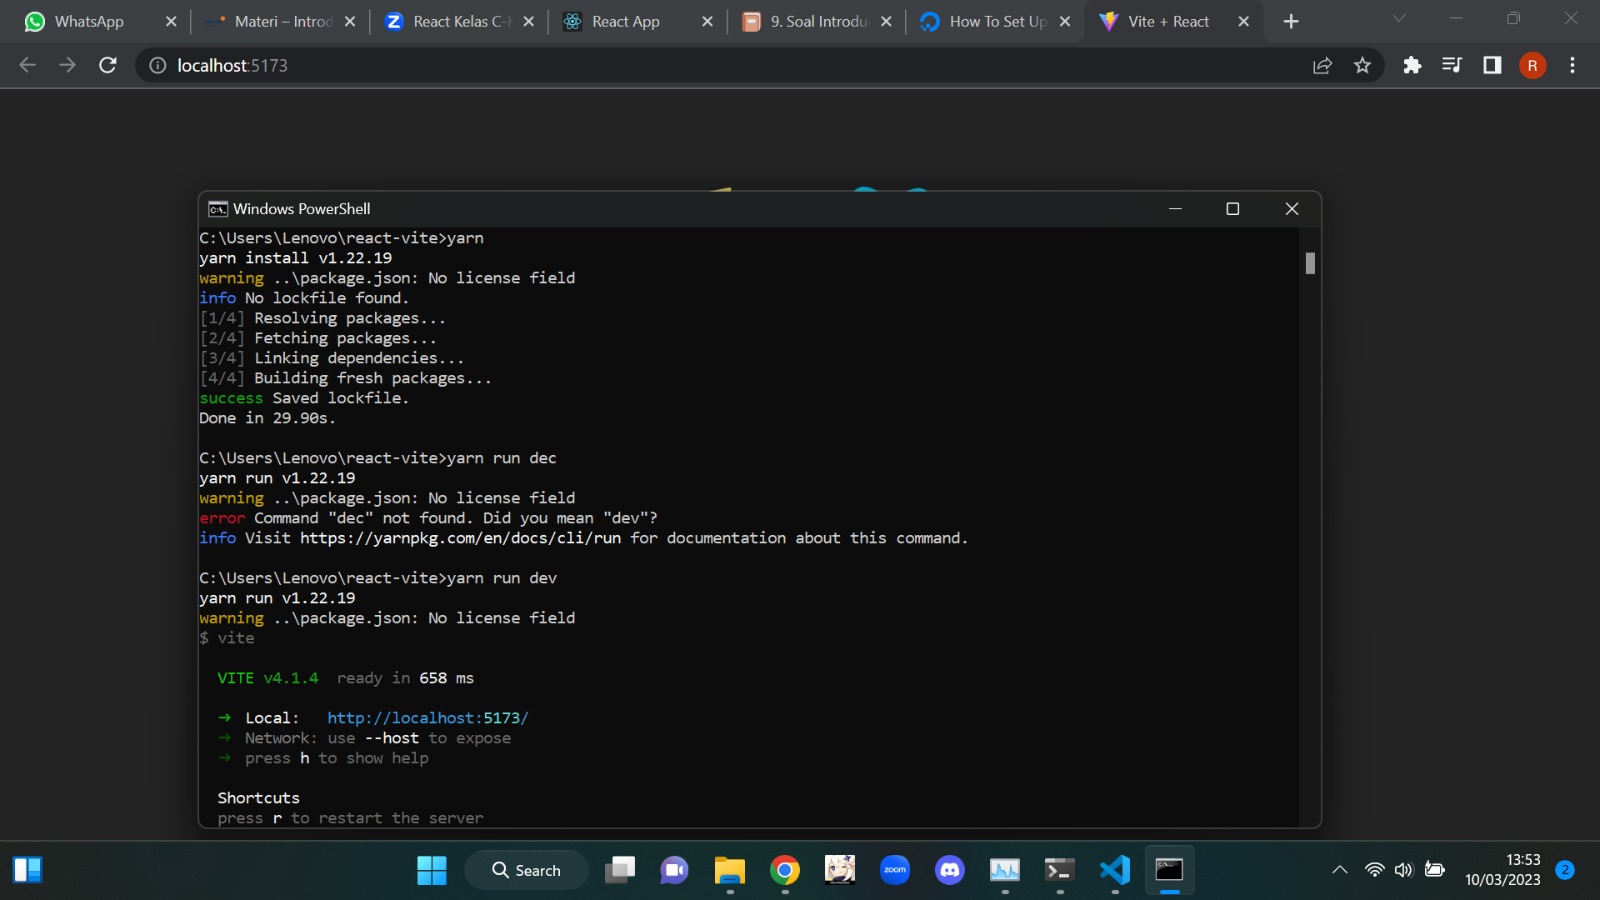 WhatsApp
Materi – Introd
React Kelas C-
React App
9. Soal Introdu
How To Set Up
Vite + React
localhost:5173
R
Windows PowerShell
C:\Users\Lenovo\react-vite>yarn
yarn install v1.22.19
warning ..\package.json: No license field
info No lockfile found.
[1/4] Resolving packages...
[2/4] Fetching packages...
[3/4] Linking dependencies...
[4/4] Building fresh packages...
success Saved lockfile.
Done in 29.90s.
C:\Users\Lenovo\react-vite>yarn run dec
yarn run v1.22.19
warning ..\package.json: No license field
error Command "dec" not found. Did you mean "dev"?
info Visit https://yarnpkg.com/en/docs/cli/run for documentation about this command.
C:\Users\Lenovo\react-vite>yarn run dev
yarn run v1.22.19
warning ..\package.json: No license field
$ vite
VITE v4.1.4 ready in 658 ms
➜ Local: http://localhost:5173/
➜ Network: use --host to expose
➜ press h to show help
Shortcuts
press r to restart the server
Search
zoom
13:53
10/03/2023
2